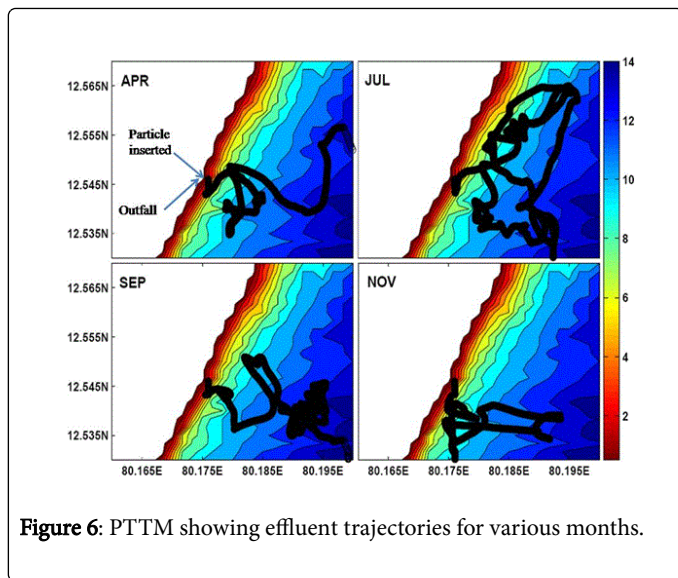 APR
JUL
12.565N
12.555N
12.545N
12.535N
Particle
inserted
Outfall
14
12
10
8
6
4
2
SEP
NOV
12.565N
12.555N
12.545N
12.535N
80.165E 80.175E 80.185E 80.195E
80.165E 80.175E 80.185E 80.195E
Figure 6: PTTM showing effluent trajectories for various months.